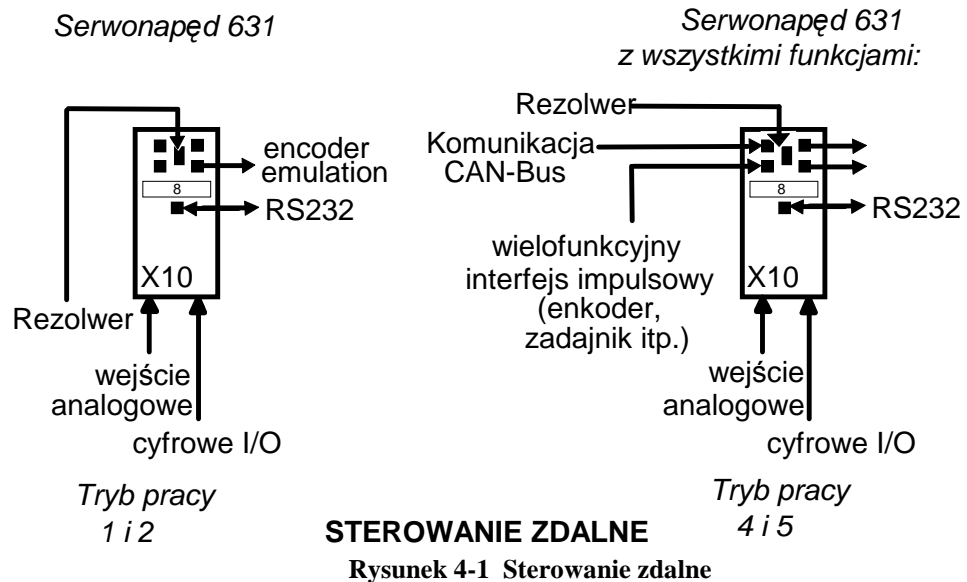 Serwonapęd 631
encoder
emulation
8
RS232
X10
Rezolwer
wejście
analogowe
cyfrowe I/O
Tryb pracy
1 i 2
Serwonapęd 631
z wszystkimi funkcjami:
Rezolwer
Komunikacja
CAN-Bus
8
RS232
wielofunkcyjny
interfejs impulsowy
(enkoder,
zadajnik itp.)
X10
wejście
analogowe
cyfrowe I/O
Tryb pracy
4 i 5
STEROWANIE ZDALNE
Rysunek 4-1 Sterowanie zdalne